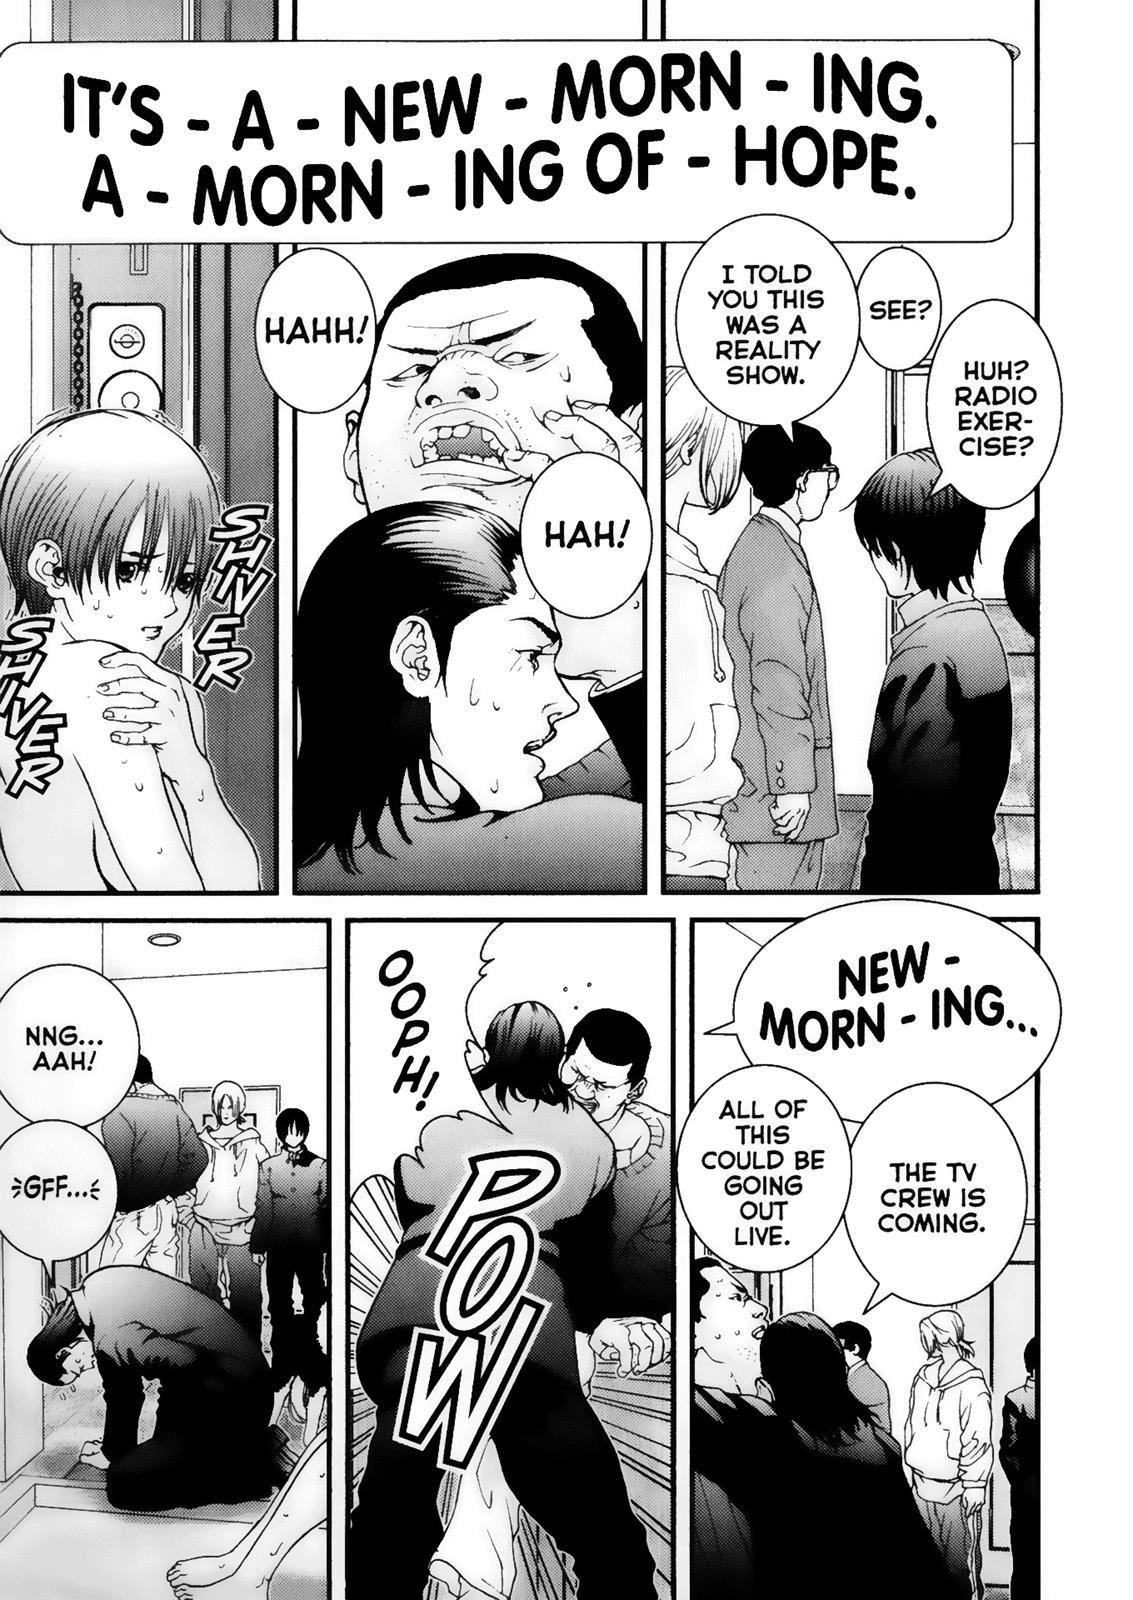 IT'S - A - NEW - MORN - ING.
A - MORN - ING OF - HOPE.
HUH?
RADIO
EXER-
CISE?
SEE?
I TOLD
YOU THIS
WAS A
REALITY
SHOW.
HAH!
HAHH!
SHIVER
SHIVER
NEW -
MORN - ING...
THE TV
CREW IS
COMING.
ALL OF
THIS
COULD BE
GOING
OUT
LIVE.
OOPH!
POW
NNG...
AAH!
GFF...